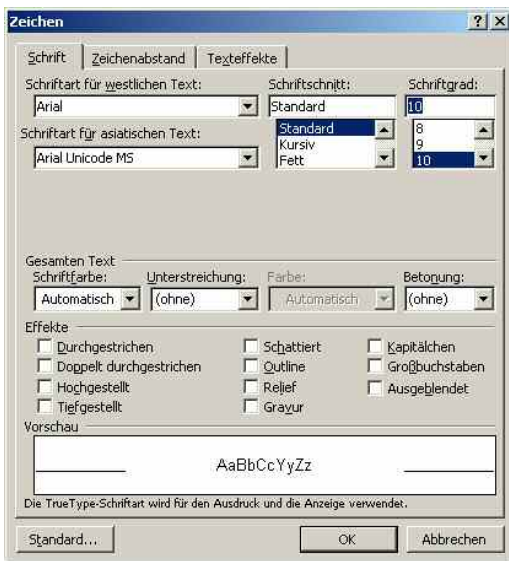 Zeichen
Schrift Zeichenabstand Texteffekte
Schriftart für westlichen Text: Schriftschnitt: Schriftgrad:
Arial Standard 10
Schriftart für asiatischen Text: Standard 8
Kursiv 9
Arial Unicode MS Fett 10
Gesamten Text
Schriftfarbe: Unterstreichung: Farbe: Betonung:
Automatisch (ohne) Automatisch (ohne)
Effekte
Durchgestrichen Schattiert Kapitälchen
Doppelt durchgestrichen Outline Großbuchstaben
Hochgestellt Relief Ausgeblendet
Tiefgestellt Gravur
Vorschau
AaBbCcYyZz
Die TrueType-Schriftart wird für den Ausdruck und die Anzeige verwendet.
Standard... OK Abbrechen